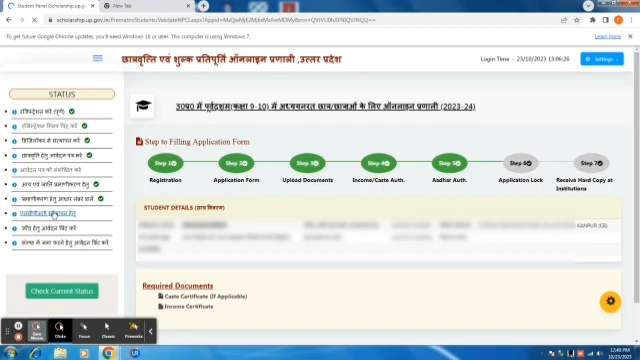 Student Panel (Scholarship.up.go
New Tab
scholarship.up.gov.in/PrematricStudents/ValidateNPCI.aspx?Appid=
To get future Google Chrome updates, you'll need Windows 10 or later. This computer is using Windows 7.
Learn more
छात्रवृत्ति एवं शुल्क प्रतिपूर्ति ऑनलाइन प्रणाली ,उत्तर प्रदेश
Login Time : 23/10/2023 13:06:26
Settings
STATUS
रजिस्ट्रेशन करें (पूर्ण)
रजिस्ट्रेशन स्लिप प्रिंट करें
डिजिलॉकर से सत्यापन करें
छात्रवृत्ति हेतु आवेदन पत्र भरें
आवेदन पत्र को संशोधित करें
आय एवं जाति प्रमाणीकरण हेतु
प्रमाणीकरण हेतु आधार नंबर डालें
एनपीसीआई हेतु
जाँच हेतु आवेदन प्रिंट करें
संस्था में जमा करने हेतु आवेदन प्रिंट करें
Check Current Status
उ0प्र0 में पूर्वदशम(कक्षा 9-10) में अध्ययनरत छात्र/छात्राओं के लिए ऑनलाइन प्रणाली (2023-24)
Step to Filling Application Form
Step 1
Step 2
Step 3
Step 4
Step 5
Step 6
Step 7
Registration
Application Form
Upload Documents
Income/Caste Auth.
Aadhar Auth.
Application Lock
Receive Hard Copy at Institutions
STUDENT DETAILS (छात्र विवरण)
KANPUR
Required Documents
Caste Certificate (If Applicable)
Income Certificate
Save Mouse
Clicks
Focus
Classic
Fireworks
12:49 PM
10/23/2023